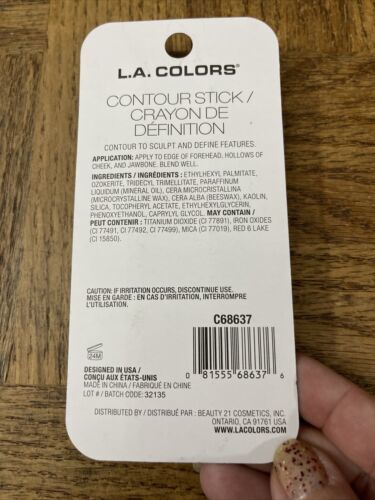 L.A. COLORS®
CONTOUR STICK /
CRAYON DE
DÉFINITION
CONTOUR TO SCULPT AND DEFINE FEATURES.
APPLICATION: APPLY TO EDGE OF FOREHEAD, HOLLOWS OF
CHEEK, AND JAWBONE. BLEND WELL.
INGREDIENTS / INGRÉDIENTS : ETHYLHEXYL PALMITATE,
OZOKERITE, TRIDECYL TRIMELLITATE, PARAFFINUM
LIQUIDUM (MINERAL OIL), CERA MICROCRISTALLINA
(MICROCRYSTALLINE WAX), CERA ALBA (BEESWAX), KAOLIN,
SILICA, TOCOPHERYL ACETATE, ETHYLHEXYLGLYCERIN,
PHENOXYETHANOL, CAPRYLYL GLYCOL. MAY CONTAIN /
PEUT CONTENIR : TITANIUM DIOXIDE (CI 77891), IRON OXIDES
(CI 77491, CI 77492, CI 77499), MICA (CI 77019), RED 6 LAKE
(CI 15850).
CAUTION: IF IRRITATION OCCURS, DISCONTINUE USE.
MISE EN GARDE : EN CAS D'IRRITATION, INTERROMPRE
L'UTILISATION.
C68637
24M
0 81555 68637 6
DESIGNED IN USA /
CONÇU AUX ÉTATS-UNIS
MADE IN CHINA / FABRIQUÉ EN CHINE
LOT # / BATCH CODE: 32135
DISTRIBUTED BY / DISTRIBUÉ PAR : BEAUTY 21 COSMETICS, INC.
ONTARIO, CA 91761 USA
WWW.LACOLORS.COM